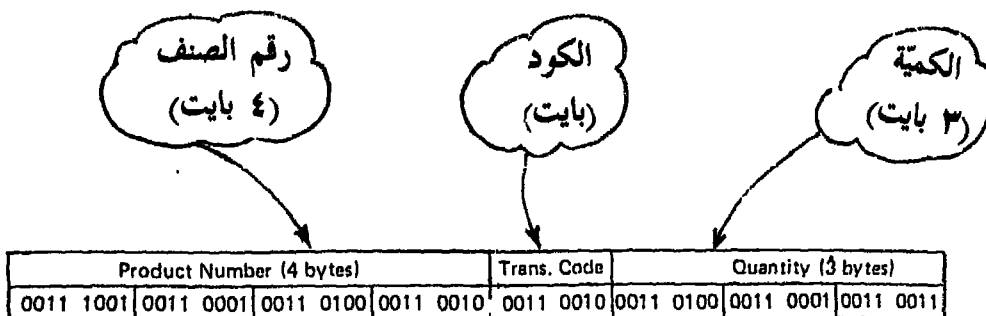 رقم الصنف
(٤ بايت)
الكود
(بايت)
الكميّة
(٣ بايت)
Product Number (4 bytes) Trans. Code Quantity (3 bytes)
0011 1001 0011 0001 0011 0100 0011 0010 0011 0010 0011 0100 0011 0001 0011 0011